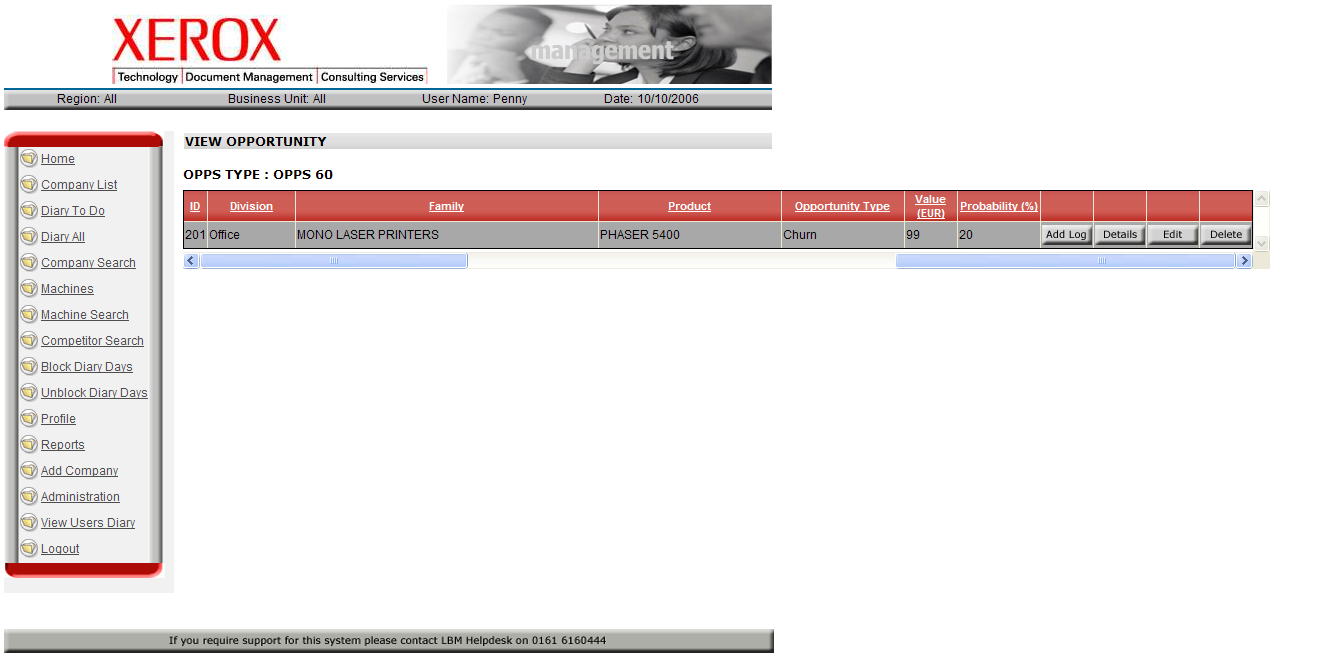 XEROX
management
Technology Document Management Consulting Services
Region: All Business Unit: All User Name: Penny Date: 10/10/2006
VIEW OPPORTUNITY
OPPS TYPE : OPPS 60
ID Division Family Product Opportunity Type Value (EUR) Probability (%)
201 Office MONO LASER PRINTERS PHASER 5400 Churn 99 20 Add Log Details Edit Delete
Home
Company List
Diary To Do
Diary All
Company Search
Machines
Machine Search
Competitor Search
Block Diary Days
Unblock Diary Days
Profile
Reports
Add Company
Administration
View Users Diary
Logout
If you require support for this system please contact LBM Helpdesk on 0161 6160444